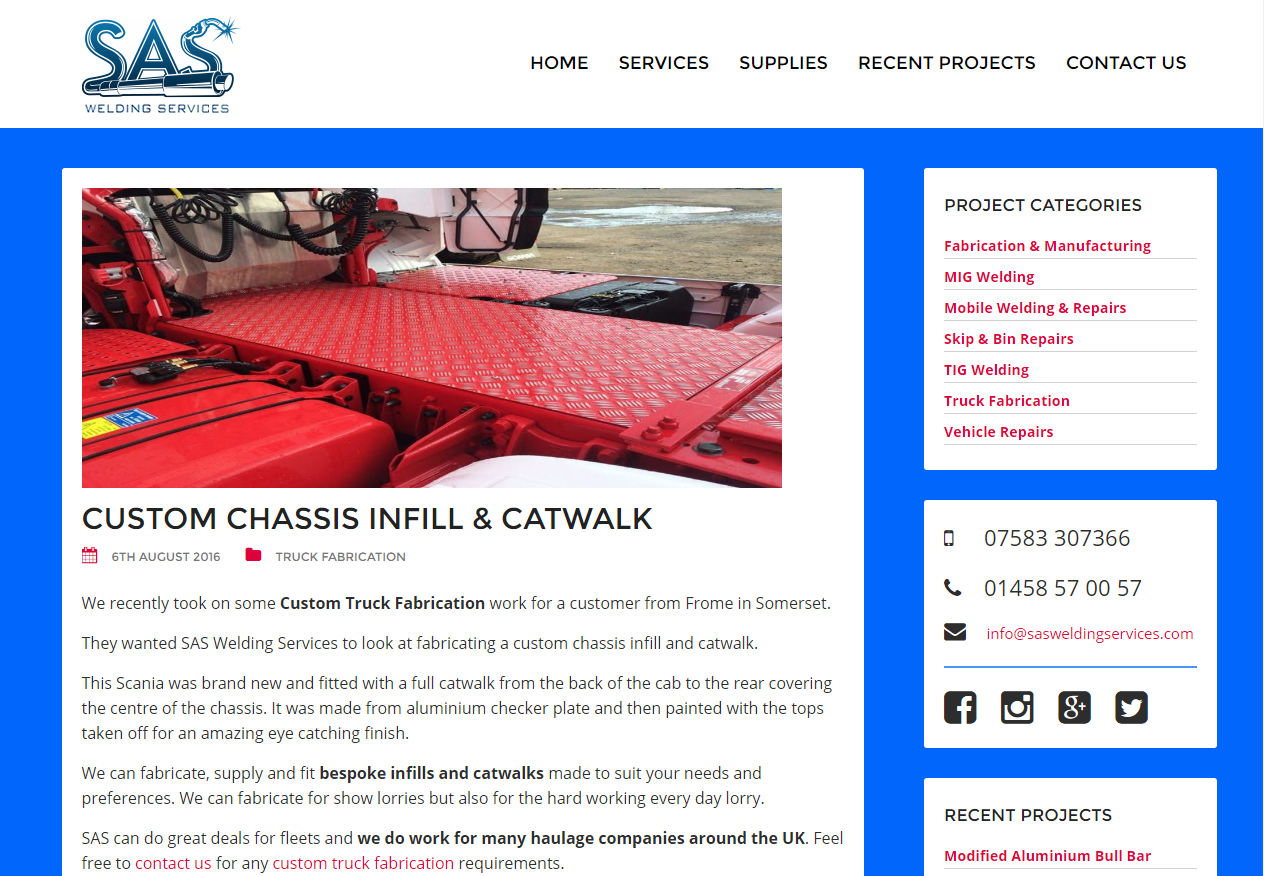 SAS
WELDING SERVICES
HOME SERVICES SUPPLIES RECENT PROJECTS CONTACT US
CUSTOM CHASSIS INFILL & CATWALK
6TH AUGUST 2016 TRUCK FABRICATION
We recently took on some Custom Truck Fabrication work for a customer from Frome in Somerset.
They wanted SAS Welding Services to look at fabricating a custom chassis infill and catwalk.
This Scania was brand new and fitted with a full catwalk from the back of the cab to the rear covering
the centre of the chassis. It was made from aluminium checker plate and then painted with the tops
taken off for an amazing eye catching finish.
We can fabricate, supply and fit bespoke infills and catwalks made to suit your needs and
preferences. We can fabricate for show lorries but also for the hard working every day lorry.
SAS can do great deals for fleets and we do work for many haulage companies around the UK. Feel
free to contact us for any custom truck fabrication requirements.
PROJECT CATEGORIES
Fabrication & Manufacturing
MIG Welding
Mobile Welding & Repairs
Skip & Bin Repairs
TIG Welding
Truck Fabrication
Vehicle Repairs
07583 307366
01458 57 00 57
info@sasweldingservices.com
RECENT PROJECTS
Modified Aluminium Bull Bar